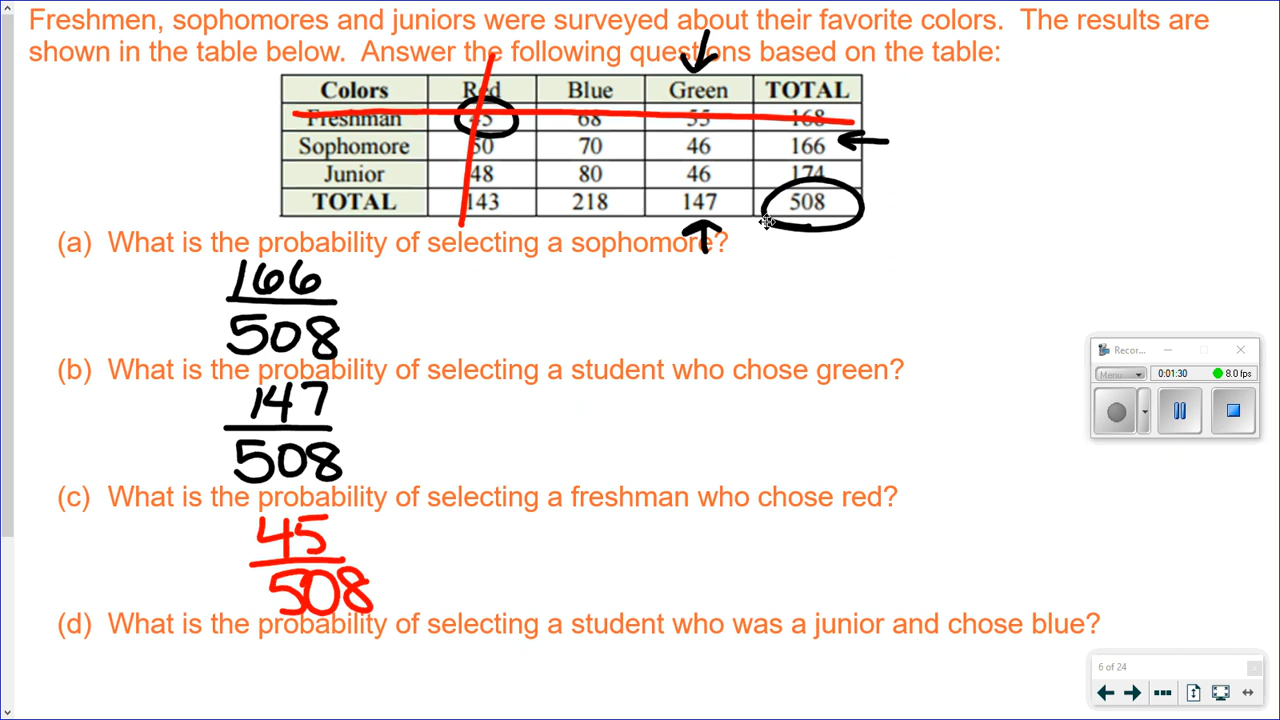 Freshmen, sophomores and juniors were surveyed about their favorite colors. The results are
shown in the table below. Answer the following questions based on the table:
Colors Red Blue Green TOTAL
Freshman 45 68 55 168
Sophomore 50 70 46 166
Junior 48 80 46 174
TOTAL 143 218 147 508
(a) What is the probability of selecting a sophomore?
166
508
(b) What is the probability of selecting a student who chose green?
147
508
(c) What is the probability of selecting a freshman who chose red?
45
508
(d) What is the probability of selecting a student who was a junior and chose blue?
Recor...
Menu
0:01:30
8.0 fps
6 of 24